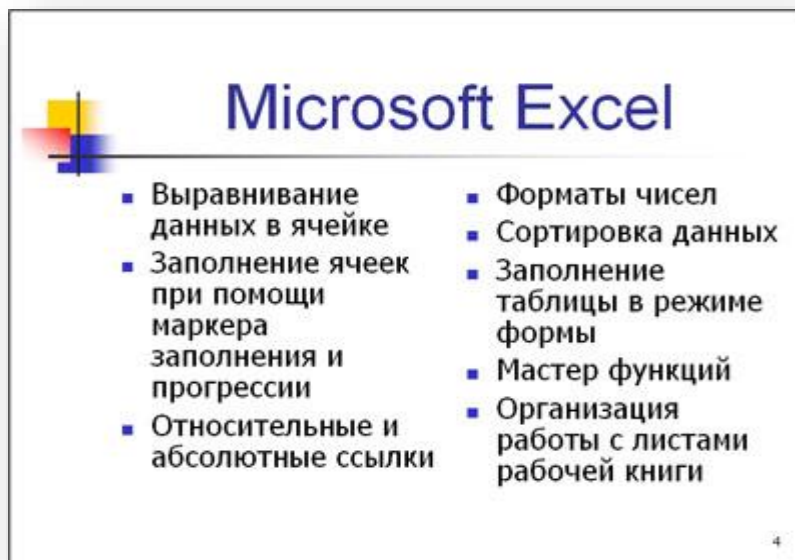 Microsoft Excel
Выравнивание
данных в ячейке
Заполнение ячеек
при помощи
маркера
заполнения и
прогрессии
Относительные и
абсолютные ссылки
Форматы чисел
Сортировка данных
Заполнение
таблицы в режиме
формы
Мастер функций
Организация
работы с листами
рабочей книги
4